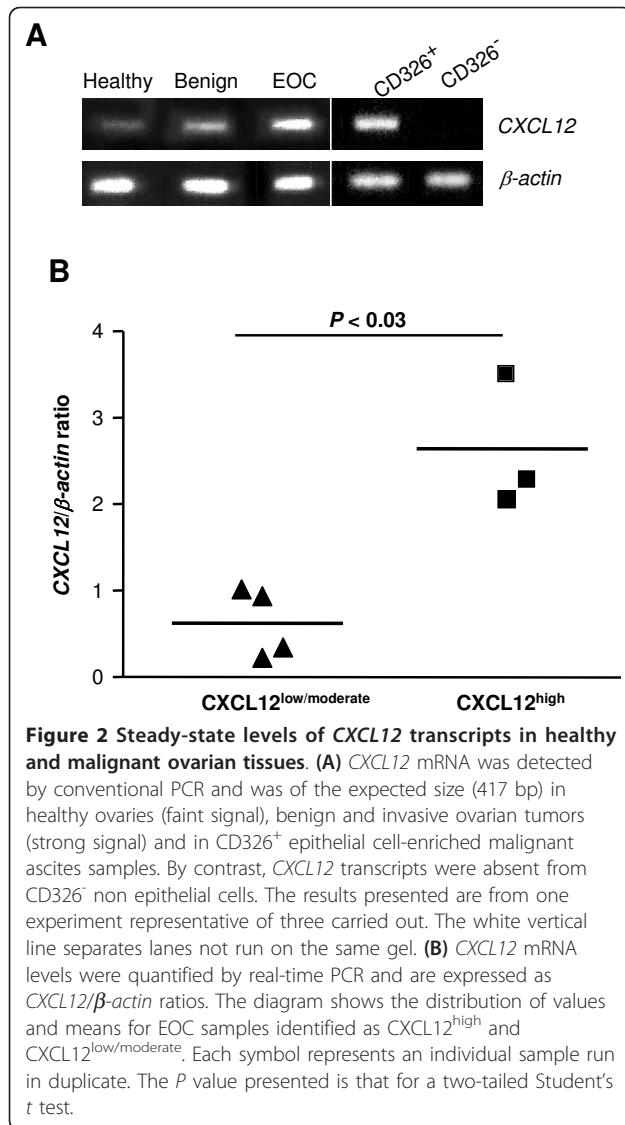 A
Healthy Benign EOC CD326⁺ CD326⁻
CXCL12
β-actin
B
P < 0.03
4
3
2
1
0
CXCL12/β-actin ratio
CXCL12^low/moderate CXCL12^high
Figure 2 Steady-state levels of CXCL12 transcripts in healthy
and malignant ovarian tissues. (A) CXCL12 mRNA was detected
by conventional PCR and was of the expected size (417 bp) in
healthy ovaries (faint signal), benign and invasive ovarian tumors
(strong signal) and in CD326⁺ epithelial cell-enriched malignant
ascites samples. By contrast, CXCL12 transcripts were absent from
CD326⁻ non epithelial cells. The results presented are from one
experiment representative of three carried out. The white vertical
line separates lanes not run on the same gel. (B) CXCL12 mRNA
levels were quantified by real-time PCR and are expressed as
CXCL12/β-actin ratios. The diagram shows the distribution of values
and means for EOC samples identified as CXCL12^high and
CXCL12^low/moderate. Each symbol represents an individual sample run
in duplicate. The P value presented is that for a two-tailed Student's
t test.